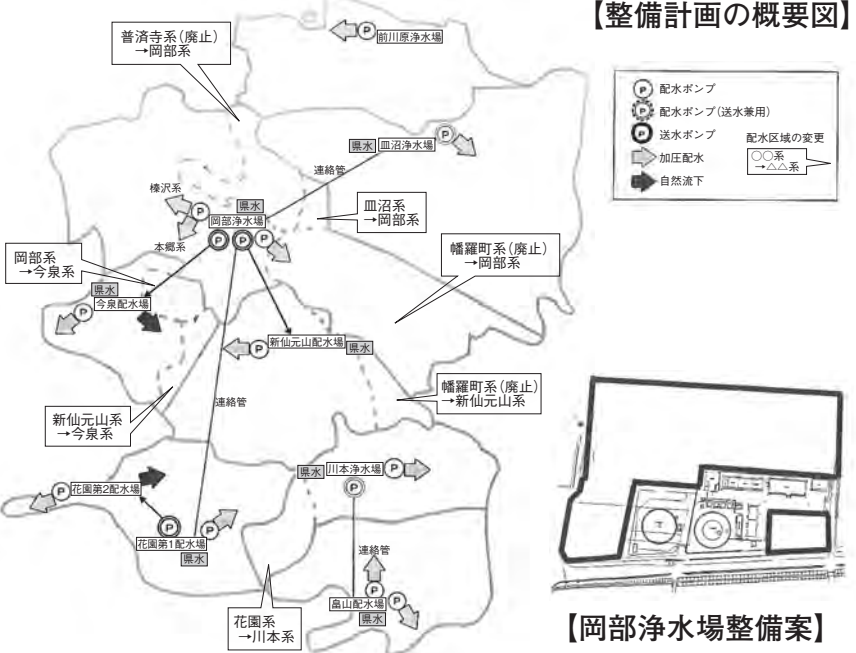 【整備計画の概要図】
普済寺系(廃止)
→岡部系
P
前川原浄水場
P 配水ポンプ
P 配水ポンプ(送水兼用)
P 送水ポンプ
加圧配水
自然流下
配水区域の変更
○○系
→△△系
県水
皿沼浄水場
P
連絡管
榛沢系
P
県水
岡部浄水場
本郷系
P
P
P
皿沼系
→岡部系
幡羅町系(廃止)
→岡部系
岡部系
→今泉系
県水
今泉配水場
P
P
新仙元山配水場
県水
幡羅町系(廃止)
→新仙元山系
新仙元山系
→今泉系
連絡管
県水
川本浄水場
P
P
P
花園第2配水場
P
P
花園第1配水場
県水
連絡管
P
畠山配水場
P
県水
花園系
→川本系
【岡部浄水場整備案】